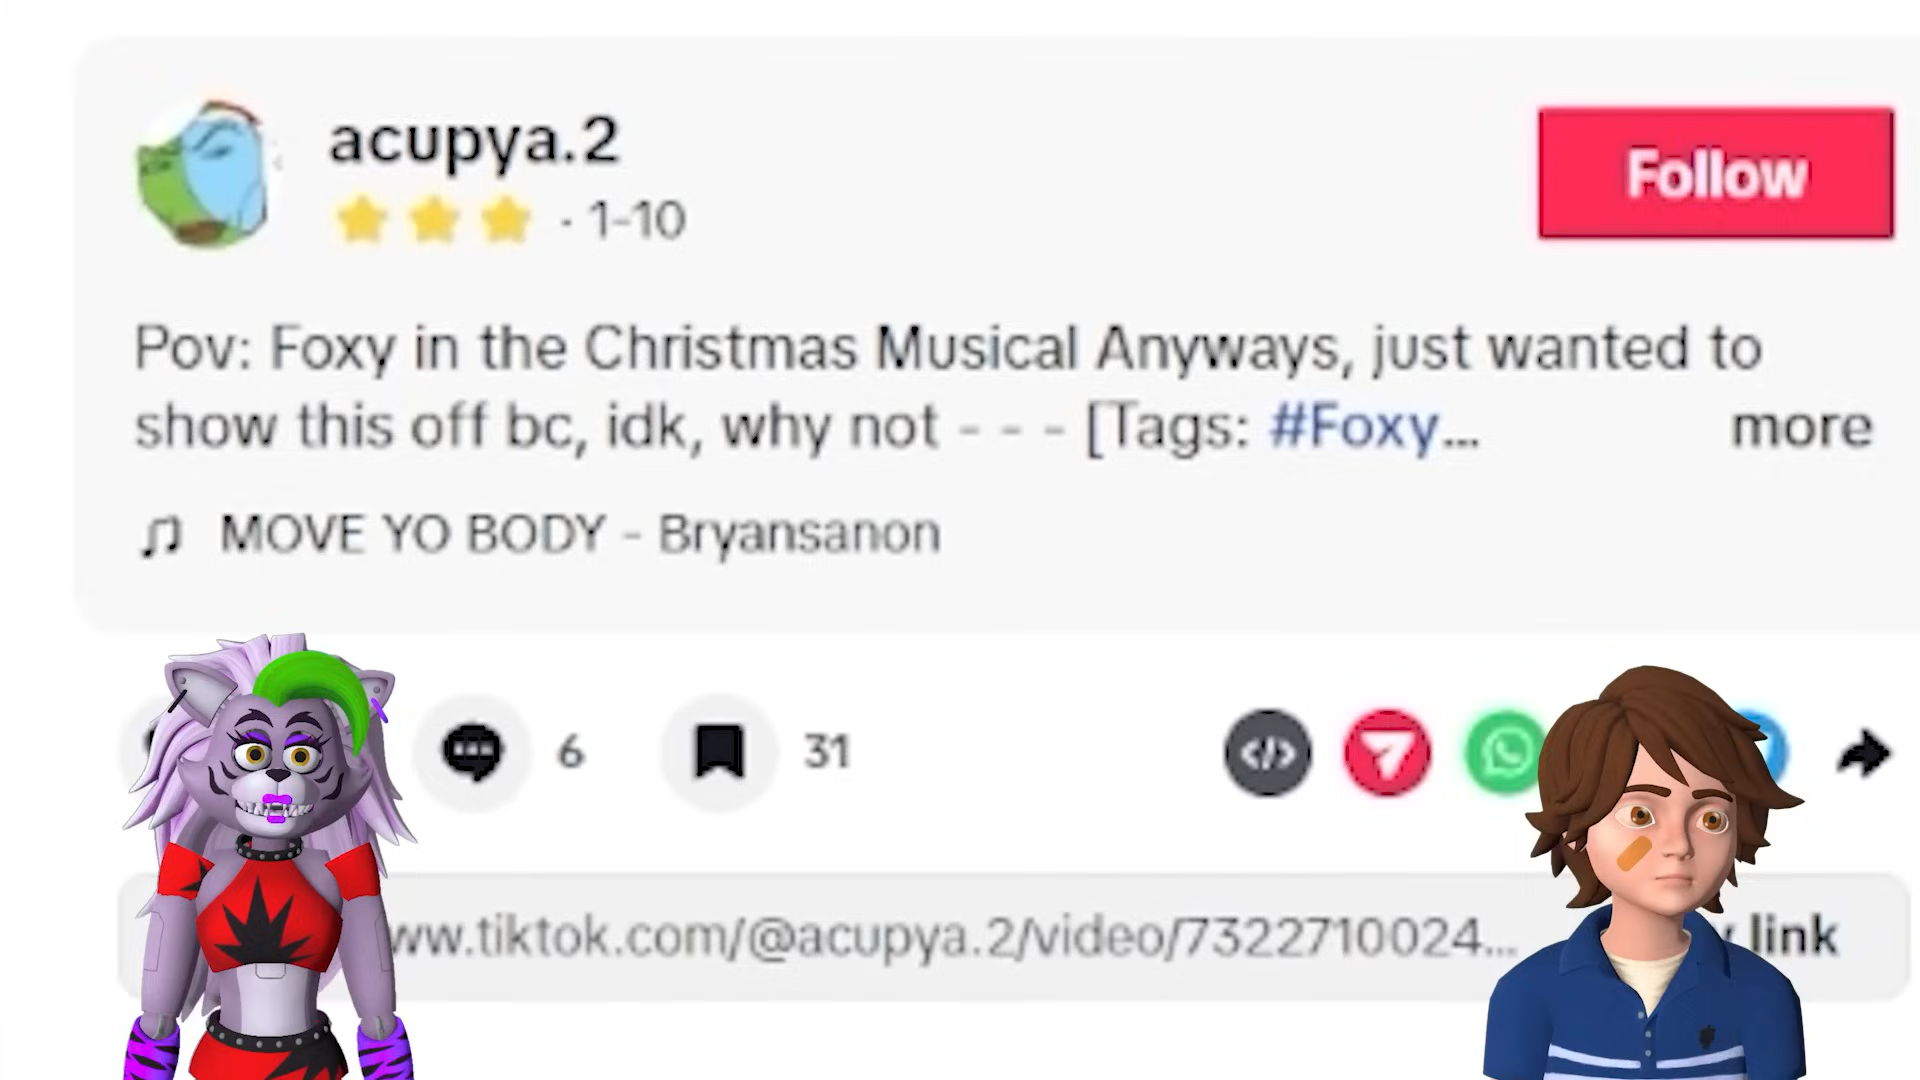 acupya.2
⭐⭐⭐ · 1-10
Follow
Pov: Foxy in the Christmas Musical Anyways, just wanted to
show this off bc, idk, why not - - - [Tags: #Foxy... more
MOVE YO BODY - Bryansanon
6 31
ww.tiktok.com/@acupya.2/video/7322710024... link